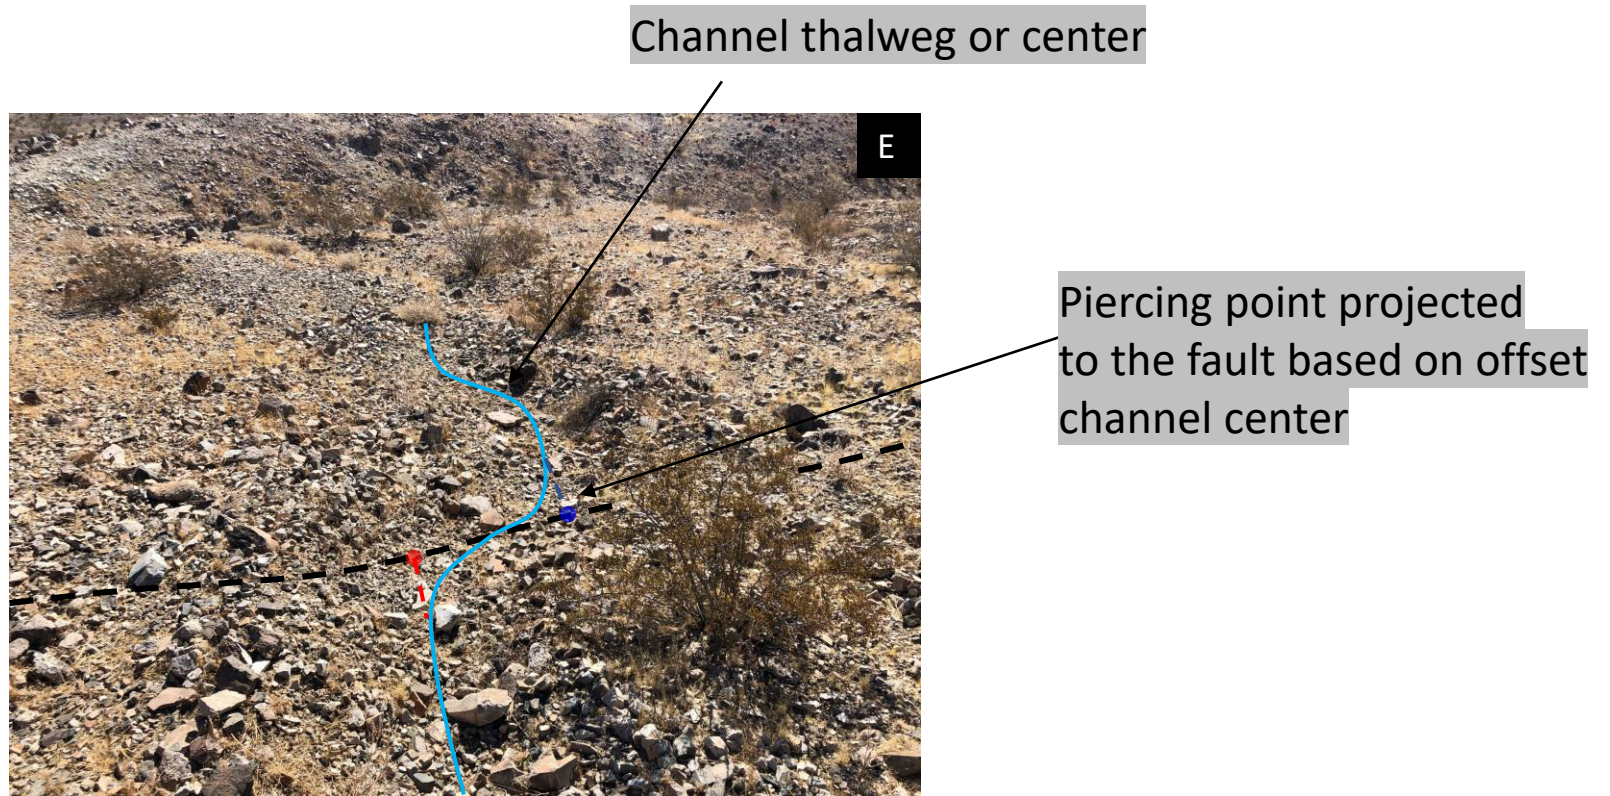 Channel thalweg or center
E
Piercing point projected
to the fault based on offset
channel center